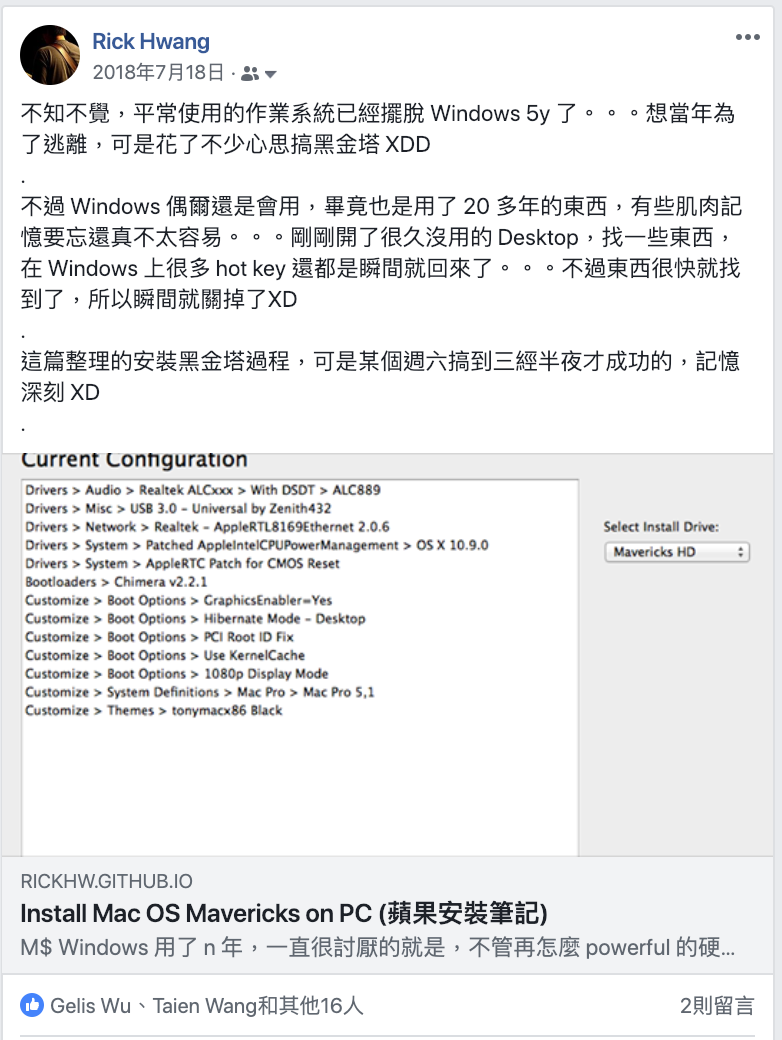 Rick Hwang
2018年7月18日 ·
不知不覺，平常使用的作業系統已經擺脫 Windows 5y 了。。。想當年為
了逃離，可是花了不少心思搞黑金塔 XDD
.
不過 Windows 偶爾還是會用，畢竟也是用了 20 多年的東西，有些肌肉記
憶要忘還真不太容易。。。剛剛開了很久沒用的 Desktop，找一些東西，
在 Windows 上很多 hot key 還都是瞬間就回來了。。。不過東西很快就找
到了，所以瞬間就關掉了XD
.
這篇整理的安裝黑金塔過程，可是某個週六搞到三經半夜才成功的，記憶
深刻 XD
.
Current Configuration
Drivers > Audio > Realtek ALCxxx > With DSDT > ALC889
Drivers > Misc > USB 3.0 - Universal by Zenith432
Drivers > Network > Realtek - AppleRTL8169Ethernet 2.0.6
Drivers > System > Patched AppleIntelCPUPowerManagement > OS X 10.9.0
Drivers > System > AppleRTC Patch for CMOS Reset
Bootloaders > Chimera v2.2.1
Customize > Boot Options > GraphicsEnabler=Yes
Customize > Boot Options > Hibernate Mode - Desktop
Customize > Boot Options > PCI Root ID Fix
Customize > Boot Options > Use KernelCache
Customize > Boot Options > 1080p Display Mode
Customize > System Definitions > Mac Pro > Mac Pro 5,1
Customize > Themes > tonymacx86 Black
Select Install Drive:
Mavericks HD
RICKHW.GITHUB.IO
Install Mac OS Mavericks on PC (蘋果安裝筆記)
M$ Windows 用了 n 年，一直很討厭的就是，不管再怎麼 powerful 的硬...
Gelis Wu、Taien Wang和其他16人
2則留言